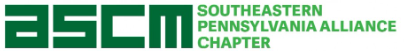 ascm
SOUTHEASTERN
PENNSYLVANIA ALLIANCE
CHAPTER